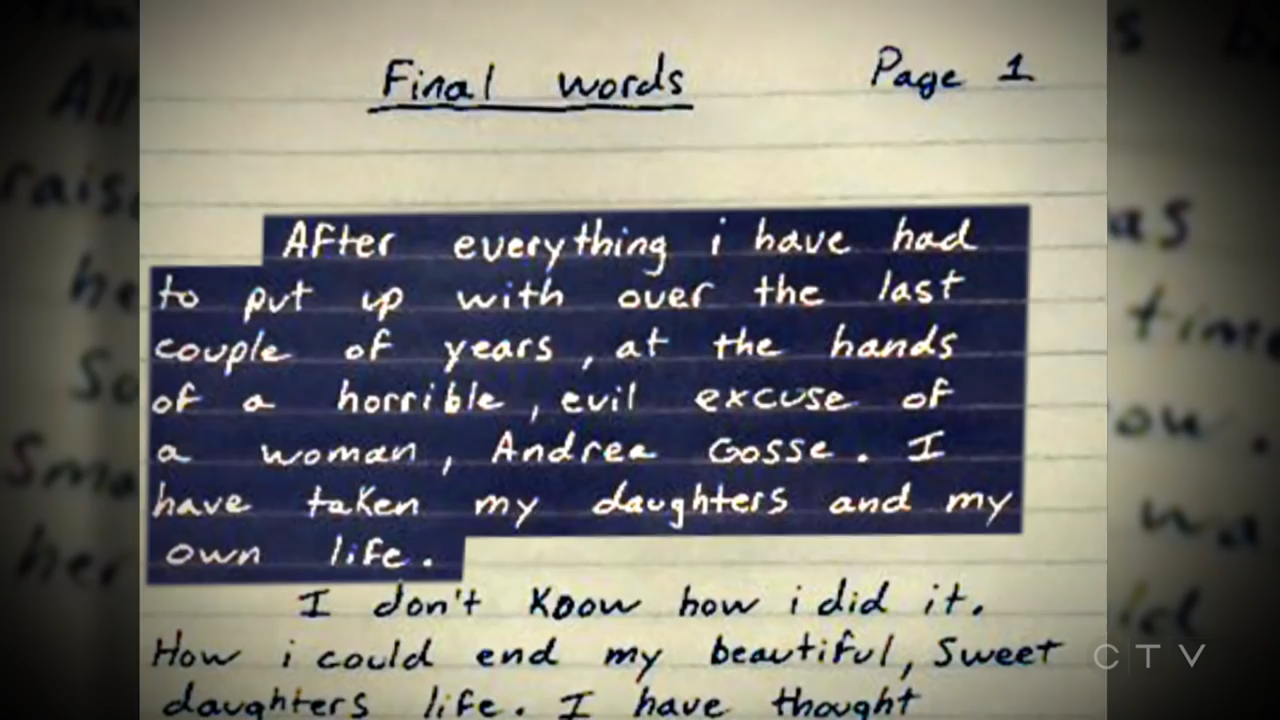 Final words Page 1
After everything i have had
to put up with over the last
couple of years, at the hands
of a horrible, evil excuse of
a woman, Andrea Gosse. I
have taken my daughters and my
own life.
I don't know how i did it.
How i could end my beautiful, sweet
daughters life. I have thought
CTV